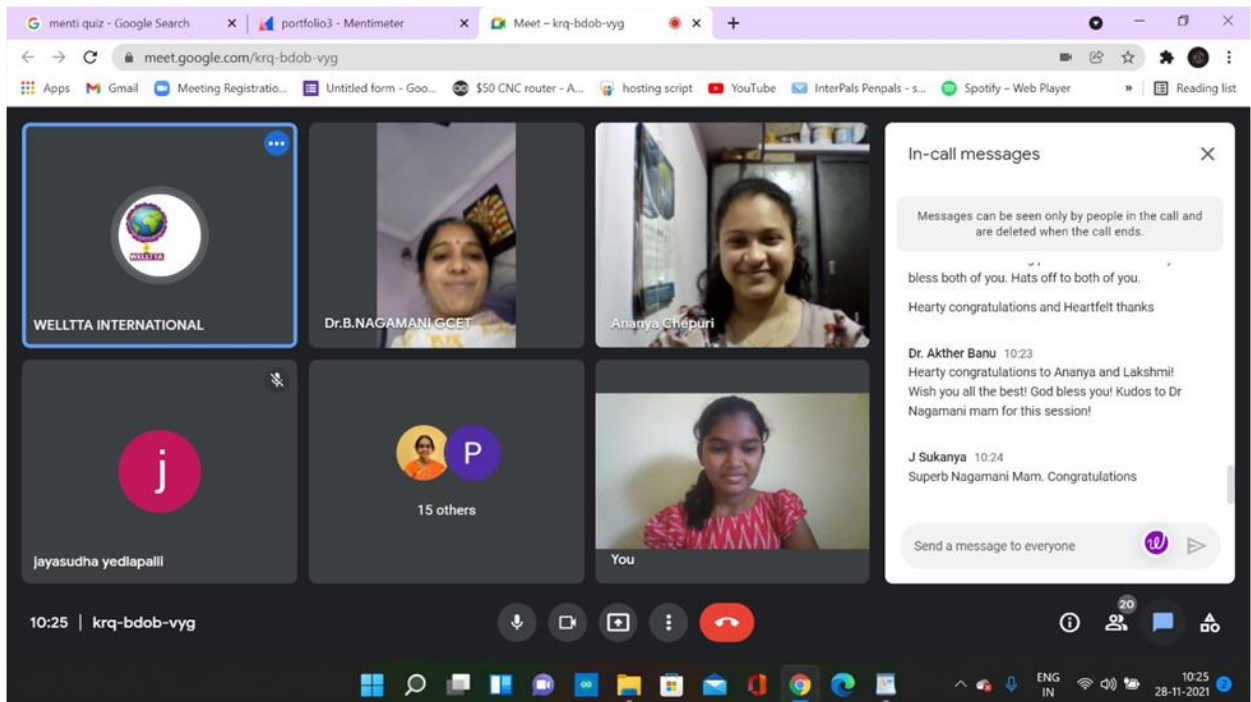 menti quiz - Google Search
portfolio3 - Mentimeter
Meet – krq-bdob-vyg
meet.google.com/krq-bdob-vyg
Apps
Gmail
Meeting Registratio...
Untitled form - Goo...
$50 CNC router - A...
hosting script
YouTube
InterPals Penpals - s...
Spotify – Web Player
»
Reading list
WELLTTA
WELLTTA INTERNATIONAL
Dr.B.NAGAMANI GCET
Ananya Chepuri
j
jayasudha yedlapalli
P
15 others
You
In-call messages
Messages can be seen only by people in the call and
are deleted when the call ends.
bless both of you. Hats off to both of you.
Hearty congratulations and Heartfelt thanks
Dr. Akther Banu 10:23
Hearty congratulations to Ananya and Lakshmi!
Wish you all the best! God bless you! Kudos to Dr
Nagamani mam for this session!
J Sukanya 10:24
Superb Nagamani Mam. Congratulations
Send a message to everyone
10:25 | krq-bdob-vyg
20
ENG
IN
10:25
28-11-2021
2